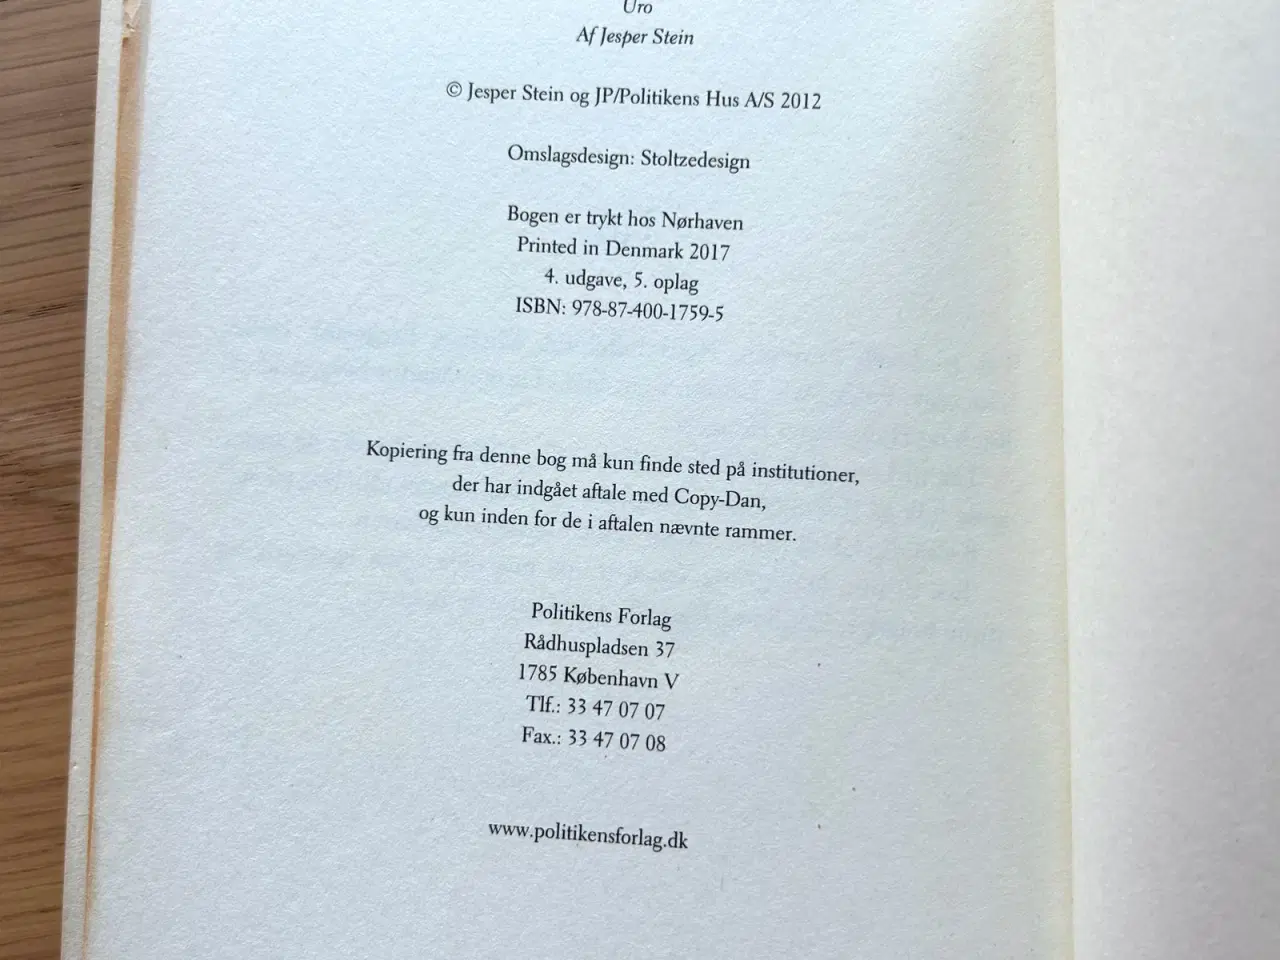 Uro
Af Jesper Stein
© Jesper Stein og JP/Politikens Hus A/S 2012
Omslagsdesign: Stoltzedesign
Bogen er trykt hos Nørhaven
Printed in Denmark 2017
4. udgave, 5. oplag
ISBN: 978-87-400-1759-5
Kopiering fra denne bog må kun finde sted på institutioner,
der har indgået aftale med Copy-Dan,
og kun inden for de i aftalen nævnte rammer.
Politikens Forlag
Rådhuspladsen 37
1785 København V
Tlf.: 33 47 07 07
Fax.: 33 47 07 08
www.politikensforlag.dk